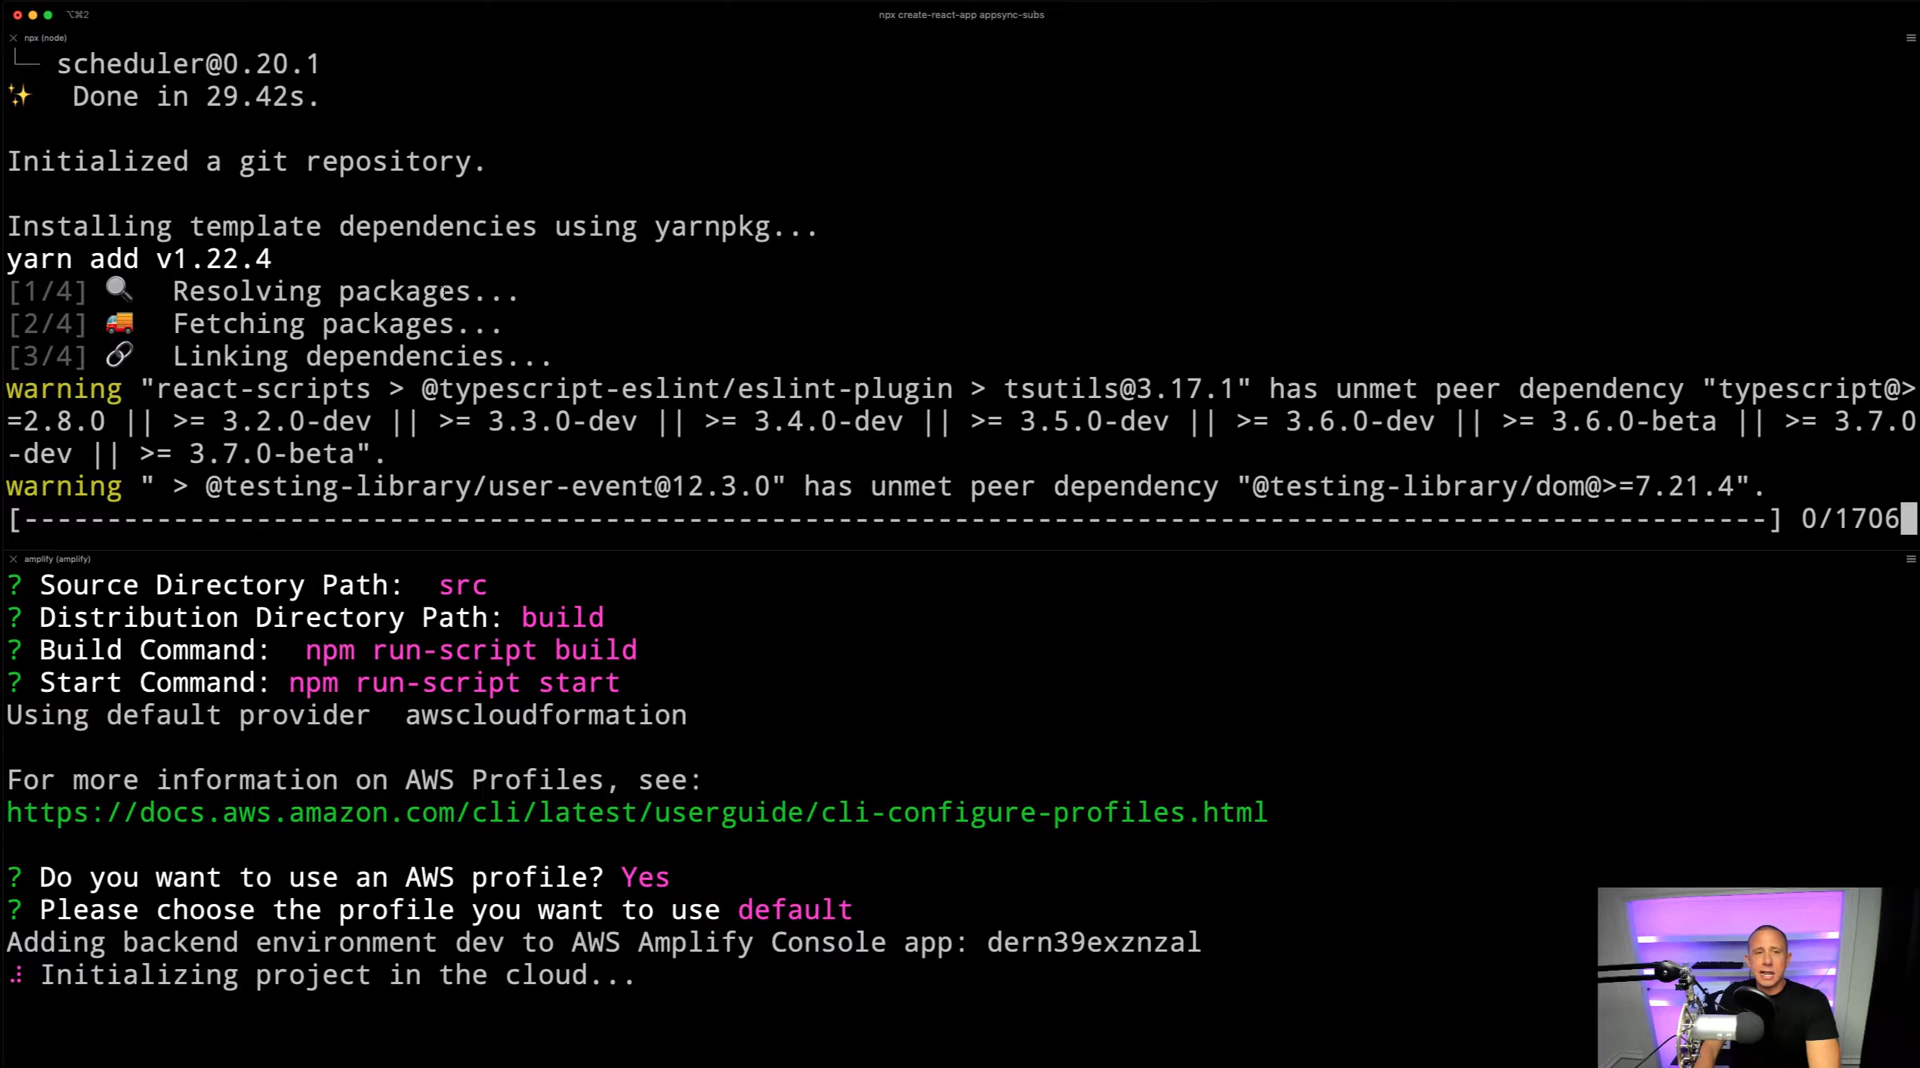 ⌥⌘2
npx create-react-app appsync-subs
npx (node)
└─ scheduler@0.20.1
✨ Done in 29.42s.
Initialized a git repository.
Installing template dependencies using yarnpkg...
yarn add v1.22.4
[1/4] 🔍 Resolving packages...
[2/4] 🚚 Fetching packages...
[3/4] 🔗 Linking dependencies...
warning "react-scripts > @typescript-eslint/eslint-plugin > tsutils@3.17.1" has unmet peer dependency "typescript@>
=2.8.0 || >= 3.2.0-dev || >= 3.3.0-dev || >= 3.4.0-dev || >= 3.5.0-dev || >= 3.6.0-dev || >= 3.6.0-beta || >= 3.7.0
-dev || >= 3.7.0-beta".
warning " > @testing-library/user-event@12.3.0" has unmet peer dependency "@testing-library/dom@>=7.21.4".
[---------------------------------------------------------------------------------------------------------] 0/1706
amplify (amplify)
? Source Directory Path:  src
? Distribution Directory Path: build
? Build Command:  npm run-script build
? Start Command: npm run-script start
Using default provider  awscloudformation
For more information on AWS Profiles, see:
https://docs.aws.amazon.com/cli/latest/userguide/cli-configure-profiles.html
? Do you want to use an AWS profile? Yes
? Please choose the profile you want to use default
Adding backend environment dev to AWS Amplify Console app: dern39exznzal
⠼ Initializing project in the cloud...